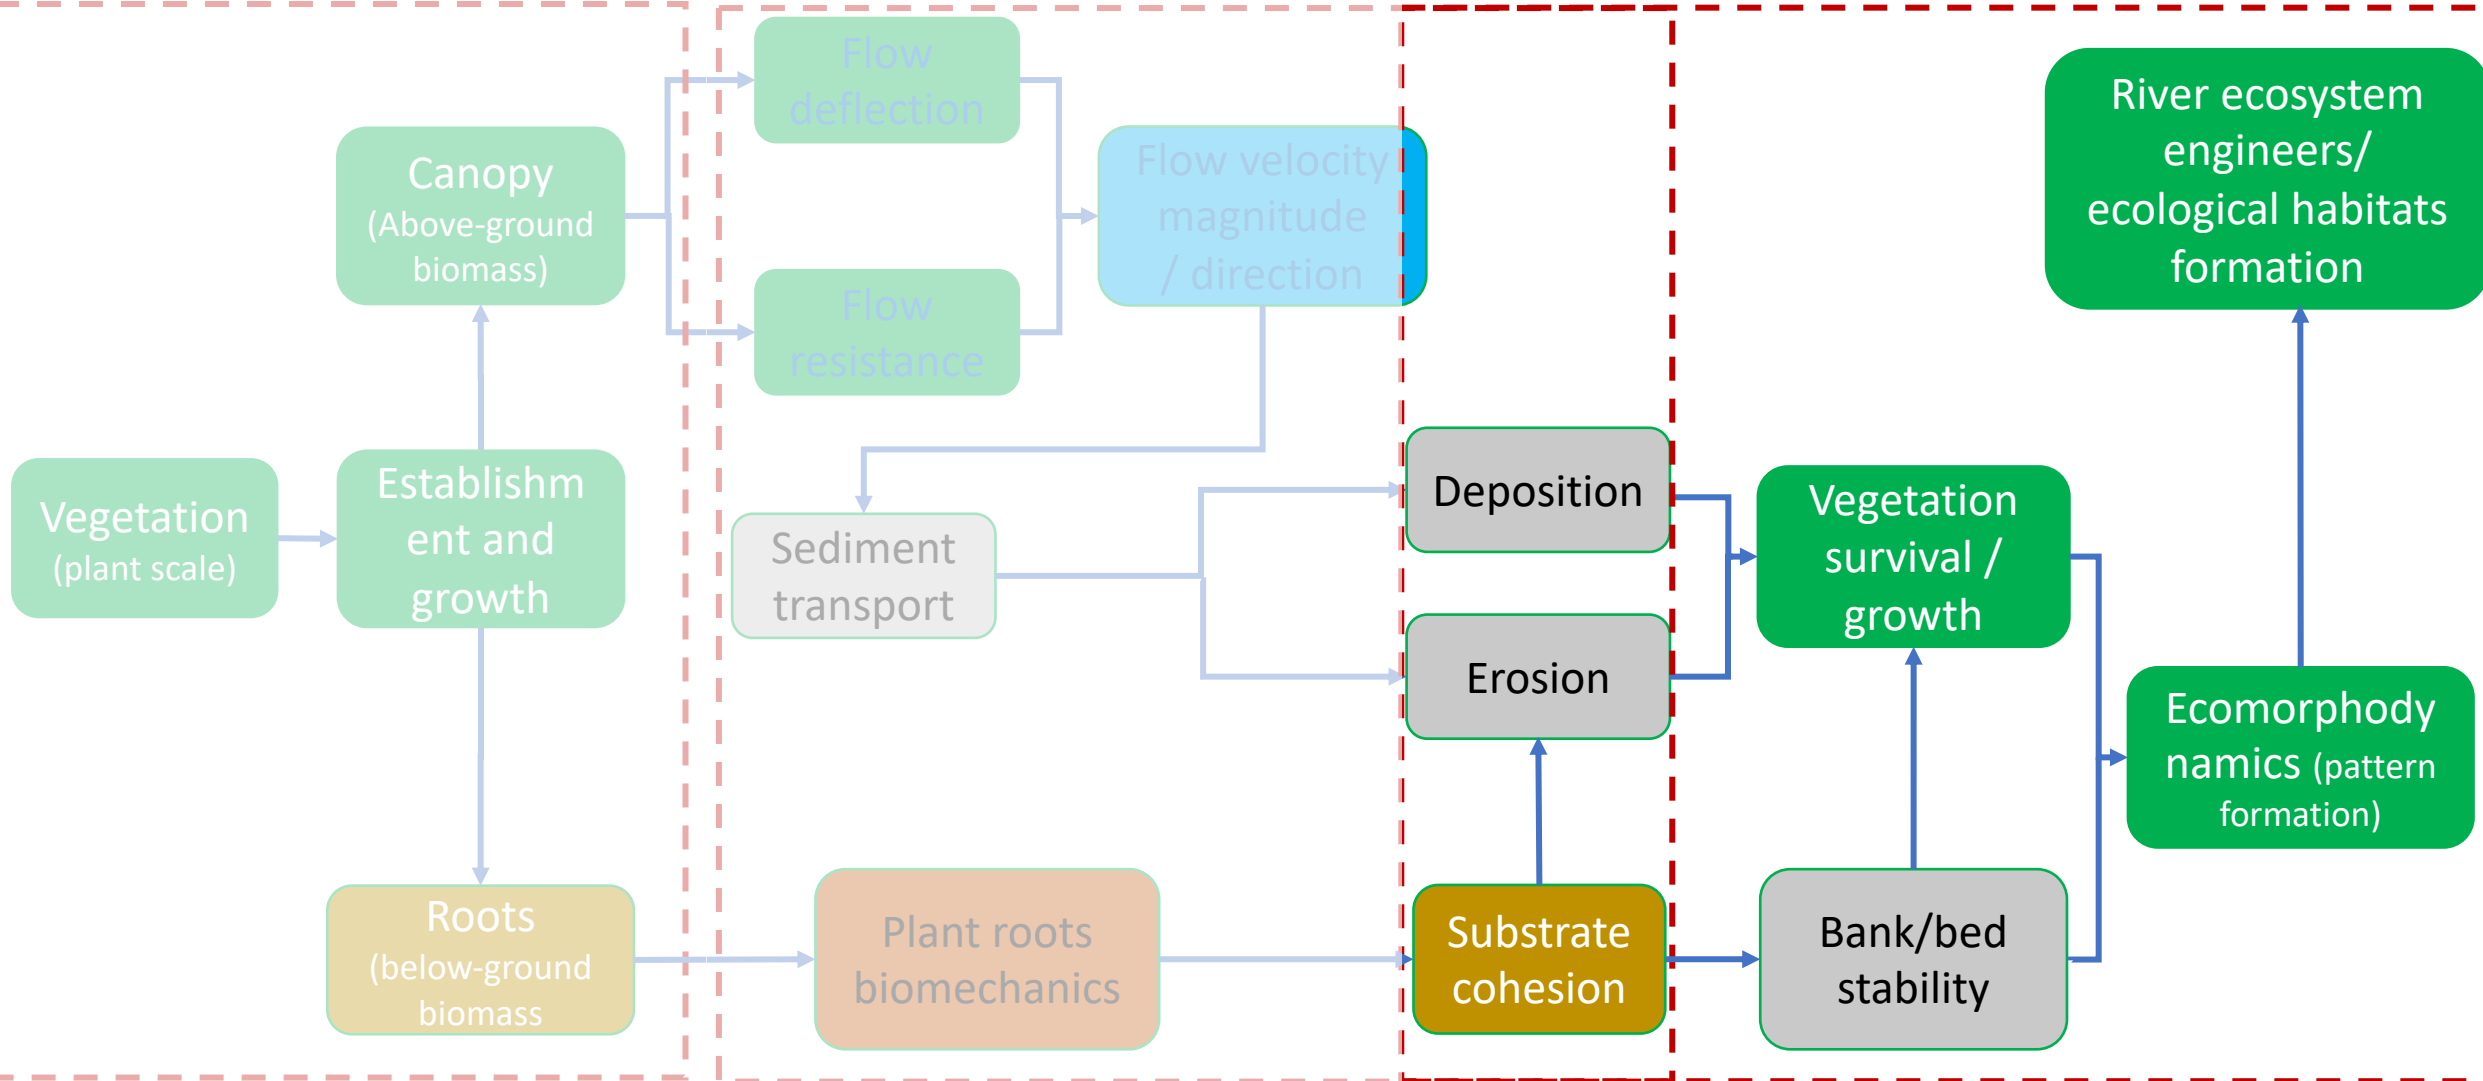 Flow
deflection
River ecosystem
engineers/
ecological habitats
formation
Canopy
(Above-ground
biomass)
Flow velocity
magnitude
/ direction
Flow
resistance
Vegetation
(plant scale)
Establishm
ent and
growth
Sediment
transport
Deposition
Erosion
Vegetation
survival /
growth
Ecomorphody
namics (pattern
formation)
Roots
(below-ground
biomass
Plant roots
biomechanics
Substrate
cohesion
Bank/bed
stability